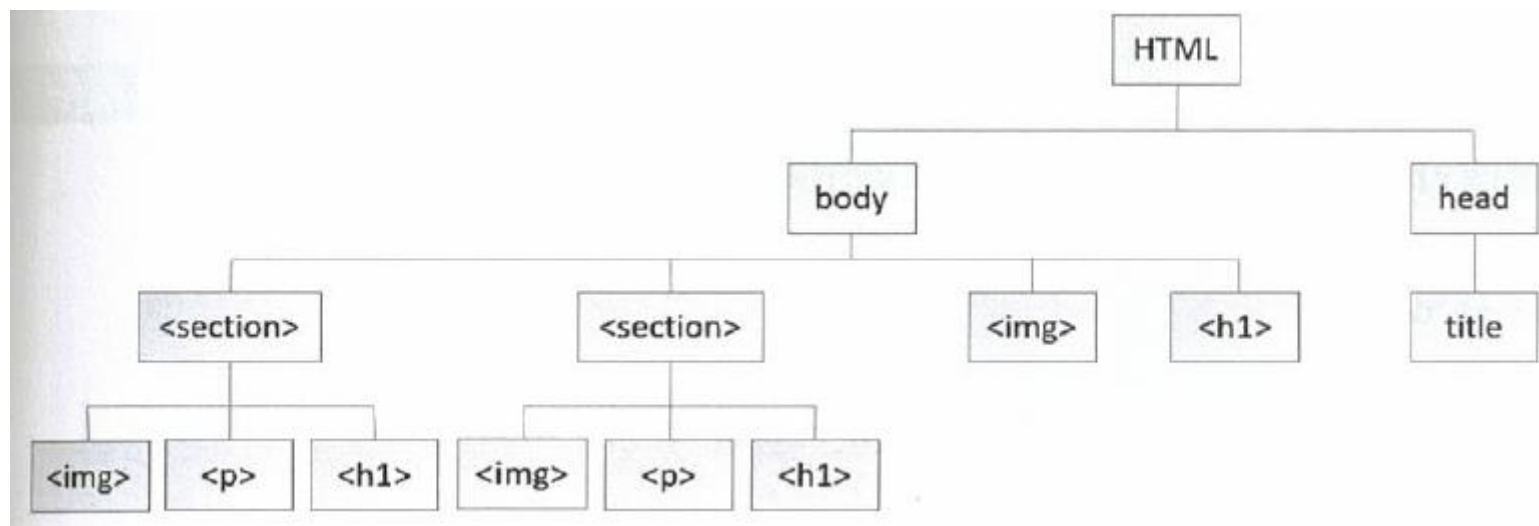 HTML
body head
<section> <section> <img> <h1> title
<img> <p> <h1> <img> <p> <h1>